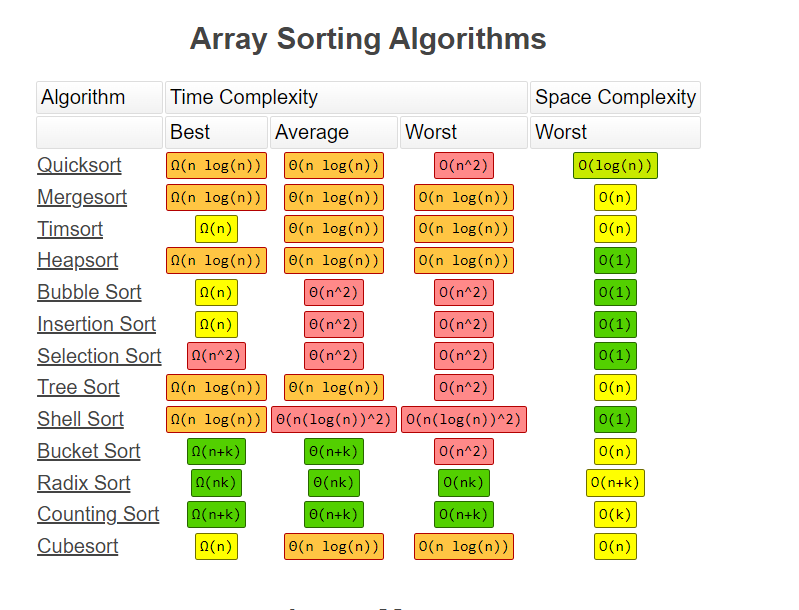 Array Sorting Algorithms
Algorithm Time Complexity Space Complexity
Best Average Worst Worst
Quicksort Ω(n log(n)) Θ(n log(n)) O(n^2) O(log(n))
Mergesort Ω(n log(n)) Θ(n log(n)) O(n log(n)) O(n)
Timsort Ω(n) Θ(n log(n)) O(n log(n)) O(n)
Heapsort Ω(n log(n)) Θ(n log(n)) O(n log(n)) O(1)
Bubble Sort Ω(n) Θ(n^2) O(n^2) O(1)
Insertion Sort Ω(n) Θ(n^2) O(n^2) O(1)
Selection Sort Ω(n^2) Θ(n^2) O(n^2) O(1)
Tree Sort Ω(n log(n)) Θ(n log(n)) O(n^2) O(n)
Shell Sort Ω(n log(n)) Θ(n(log(n))^2) O(n(log(n))^2) O(1)
Bucket Sort Ω(n+k) Θ(n+k) O(n^2) O(n)
Radix Sort Ω(nk) Θ(nk) O(nk) O(n+k)
Counting Sort Ω(n+k) Θ(n+k) O(n+k) O(k)
Cubesort Ω(n) Θ(n log(n)) O(n log(n)) O(n)